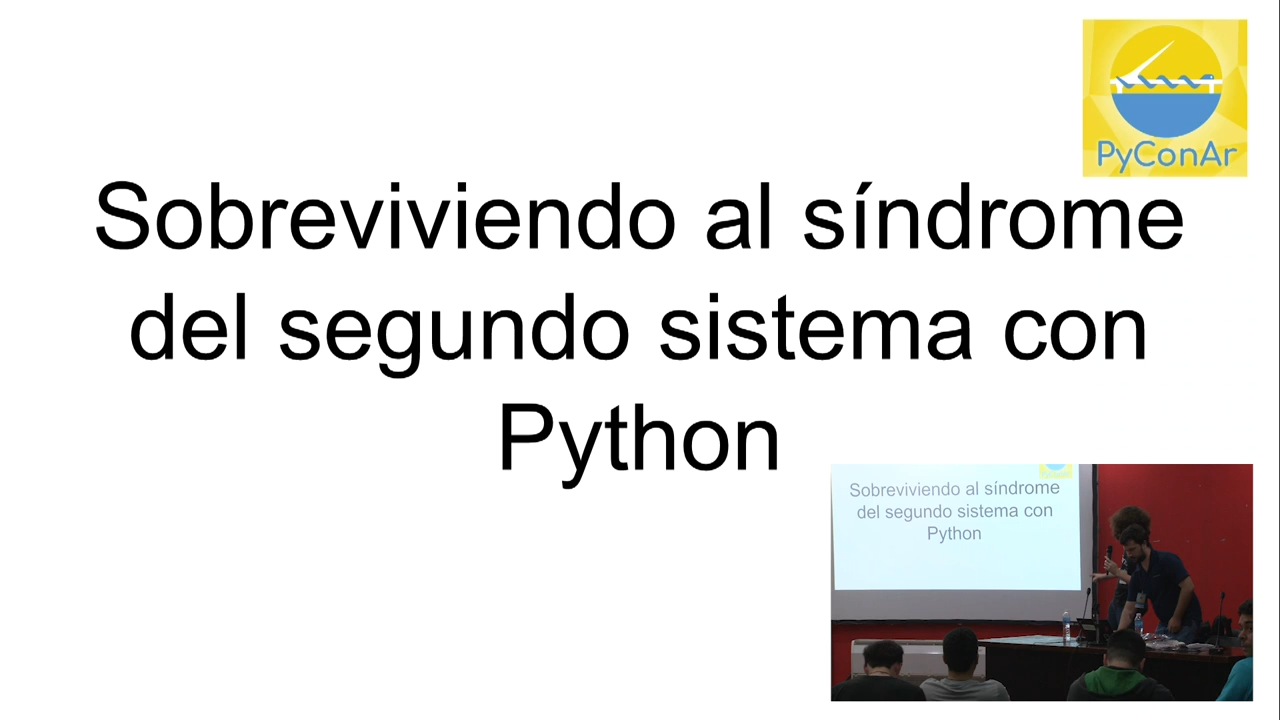 PyConAr
Sobreviviendo al síndrome
del segundo sistema con
Python
Sobreviviendo al síndrome
del segundo sistema con
Python